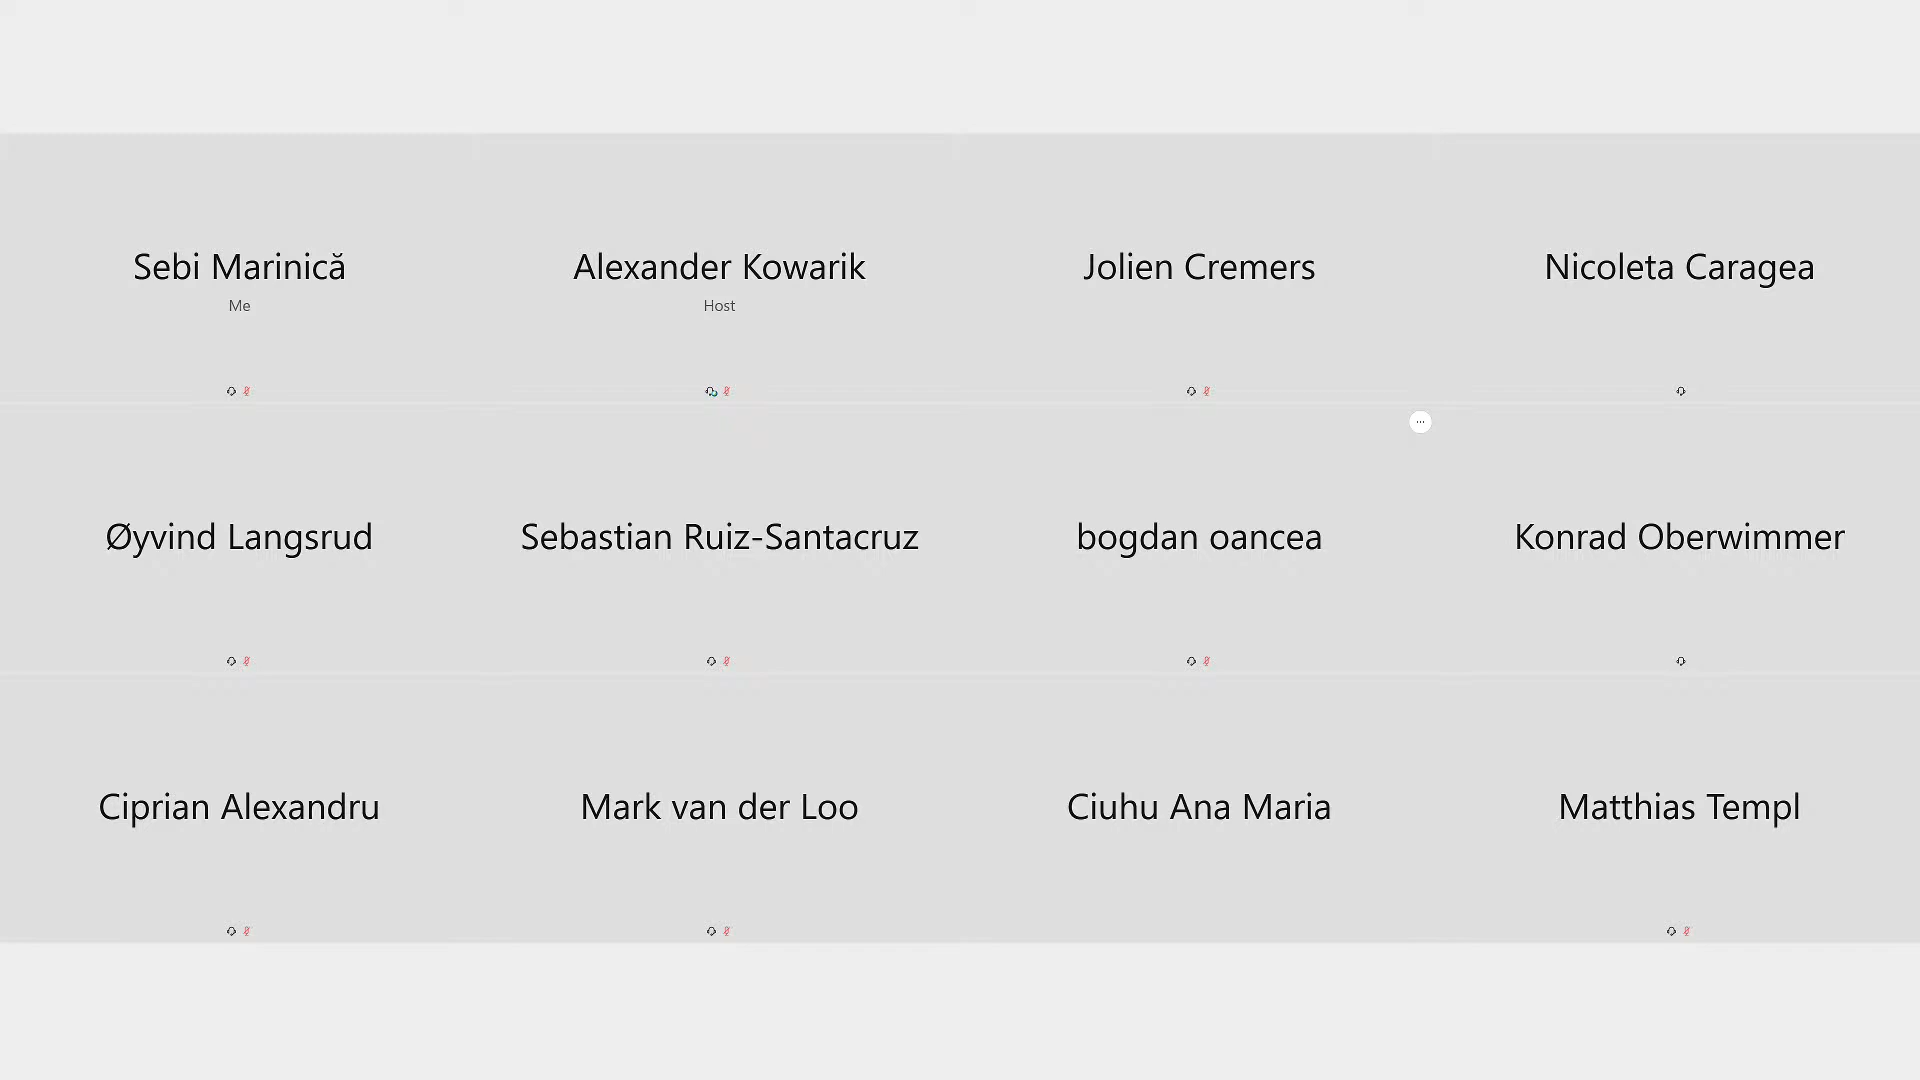 Sebi Marinică
Me
Alexander Kowarik
Host
Jolien Cremers
Nicoleta Caragea
Øyvind Langsrud
Sebastian Ruiz-Santacruz
bogdan oancea
Konrad Oberwimmer
Ciprian Alexandru
Mark van der Loo
Ciuhu Ana Maria
Matthias Templ